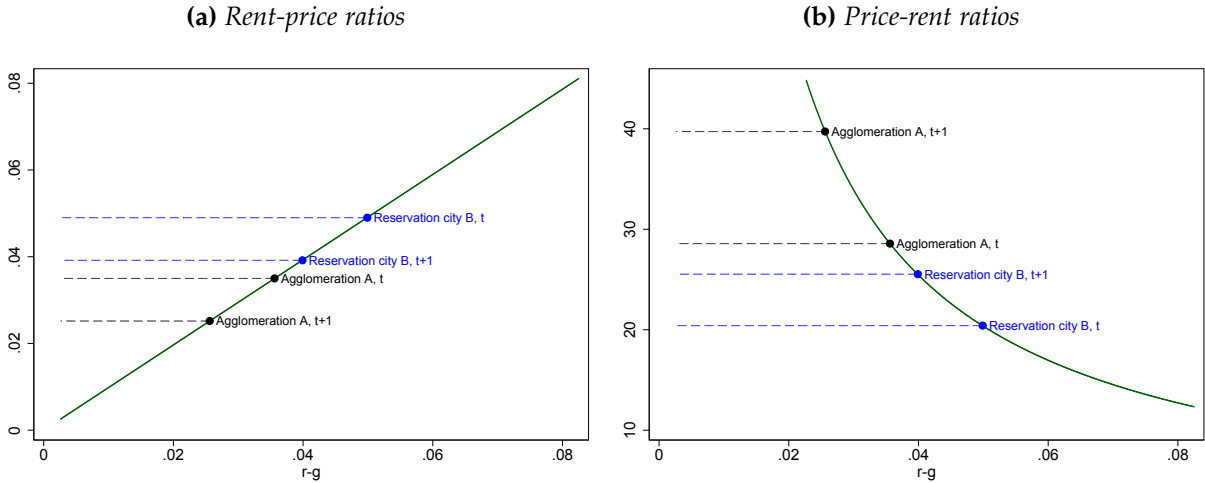 (a) Rent-price ratios
.08
.06
.04
.02
0
Reservation city B, t
Reservation city B, t+1
Agglomeration A, t
Agglomeration A, t+1
0
.02
.04
.06
.08
r-g
(b) Price-rent ratios
40
30
20
10
Agglomeration A, t+1
Agglomeration A, t
Reservation city B, t+1
Reservation city B, t
0
.02
.04
.06
.08
r-g